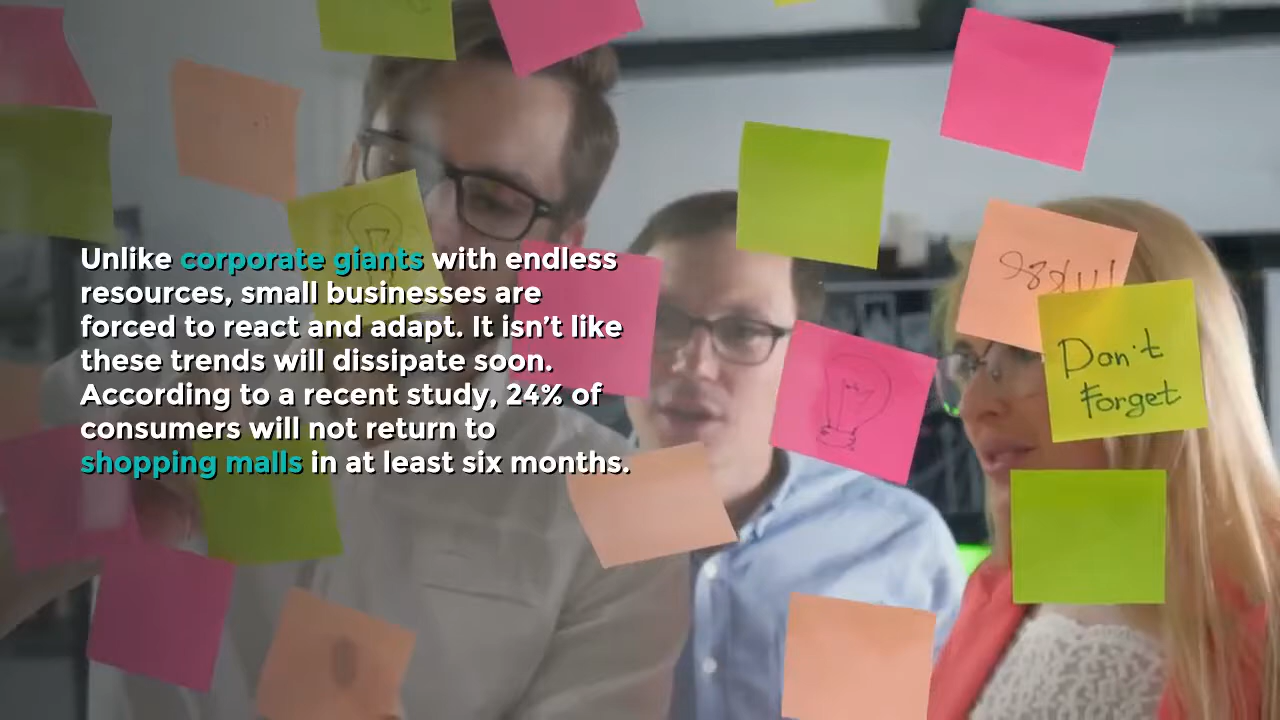 Unlike corporate giants with endless
resources, small businesses are
forced to react and adapt. It isn't like
these trends will dissipate soon.
According to a recent study, 24% of
consumers will not return to
shopping malls in at least six months.
Don't
Forget